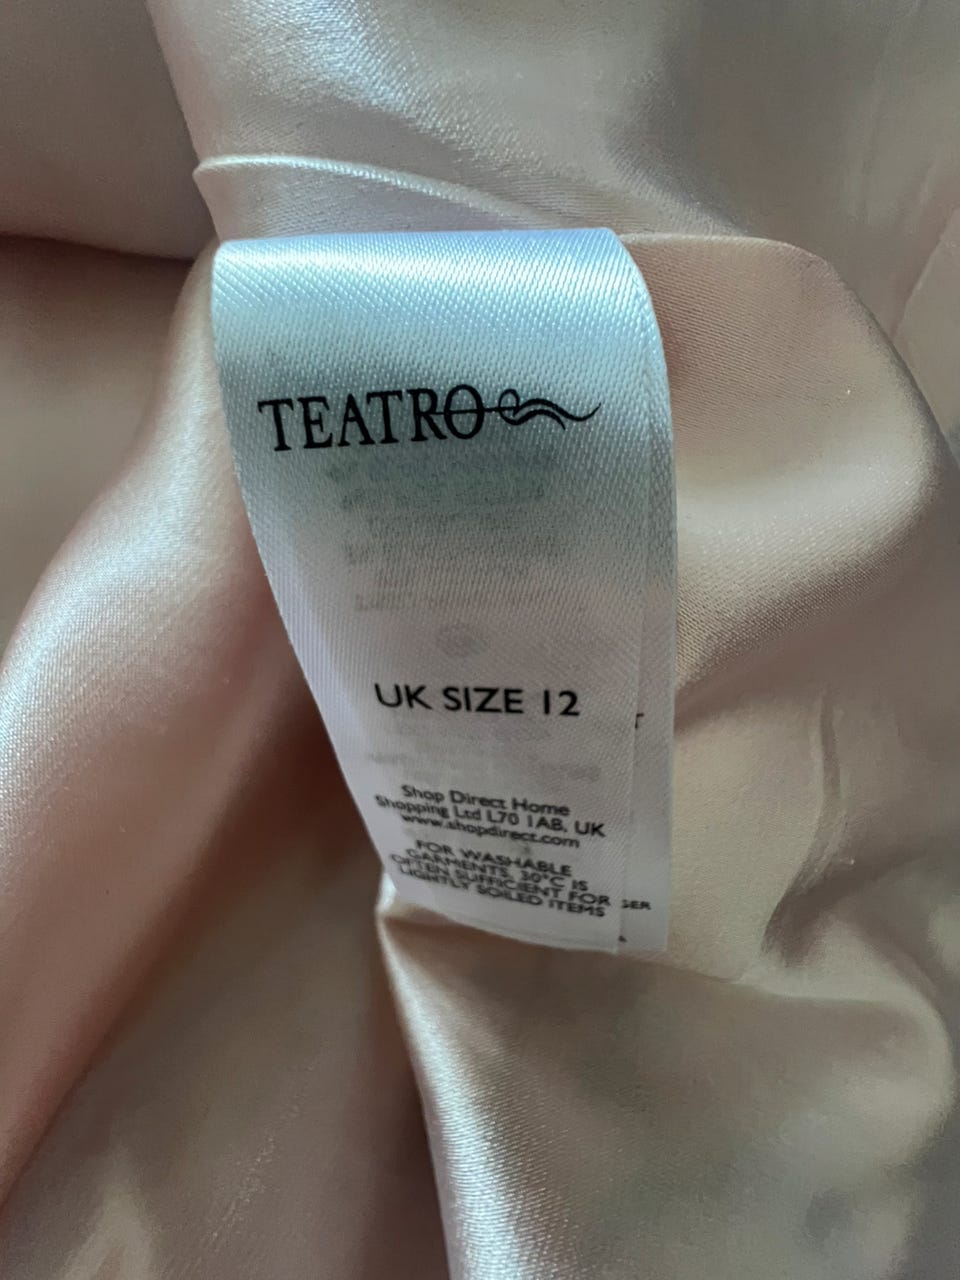 TEATRO
UK SIZE 12
Shop Direct Home
Shopping Ltd L70 1AB, UK
www.shopdirect.com
FOR WASHABLE
GARMENTS, 30°C IS
OFTEN SUFFICIENT FOR
LIGHTLY SOILED ITEMS